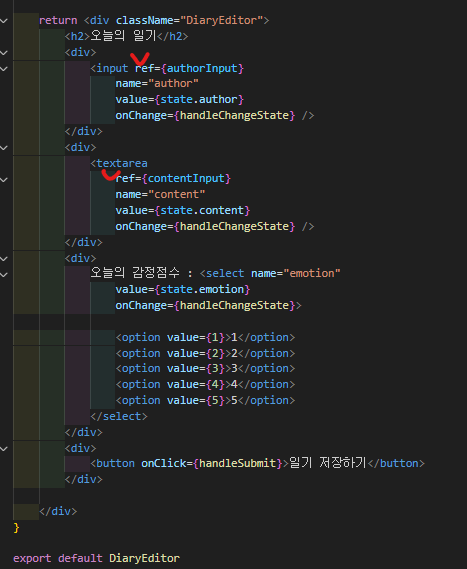 return <div className="DiaryEditor">
<h2>오늘의 일기</h2>
<div>
<input ref={authorInput}
name="author"
value={state.author}
onChange={handleChangeState} />
</div>
<div>
<textarea
ref={contentInput}
name="content"
value={state.content}
onChange={handleChangeState} />
</div>
<div>
오늘의 감정점수 : <select name="emotion"
value={state.emotion}
onChange={handleChangeState}>
<option value={1}>1</option>
<option value={2}>2</option>
<option value={3}>3</option>
<option value={4}>4</option>
<option value={5}>5</option>
</select>
</div>
<div>
<button onClick={handleSubmit}>일기 저장하기</button>
</div>
</div>
}
export default DiaryEditor